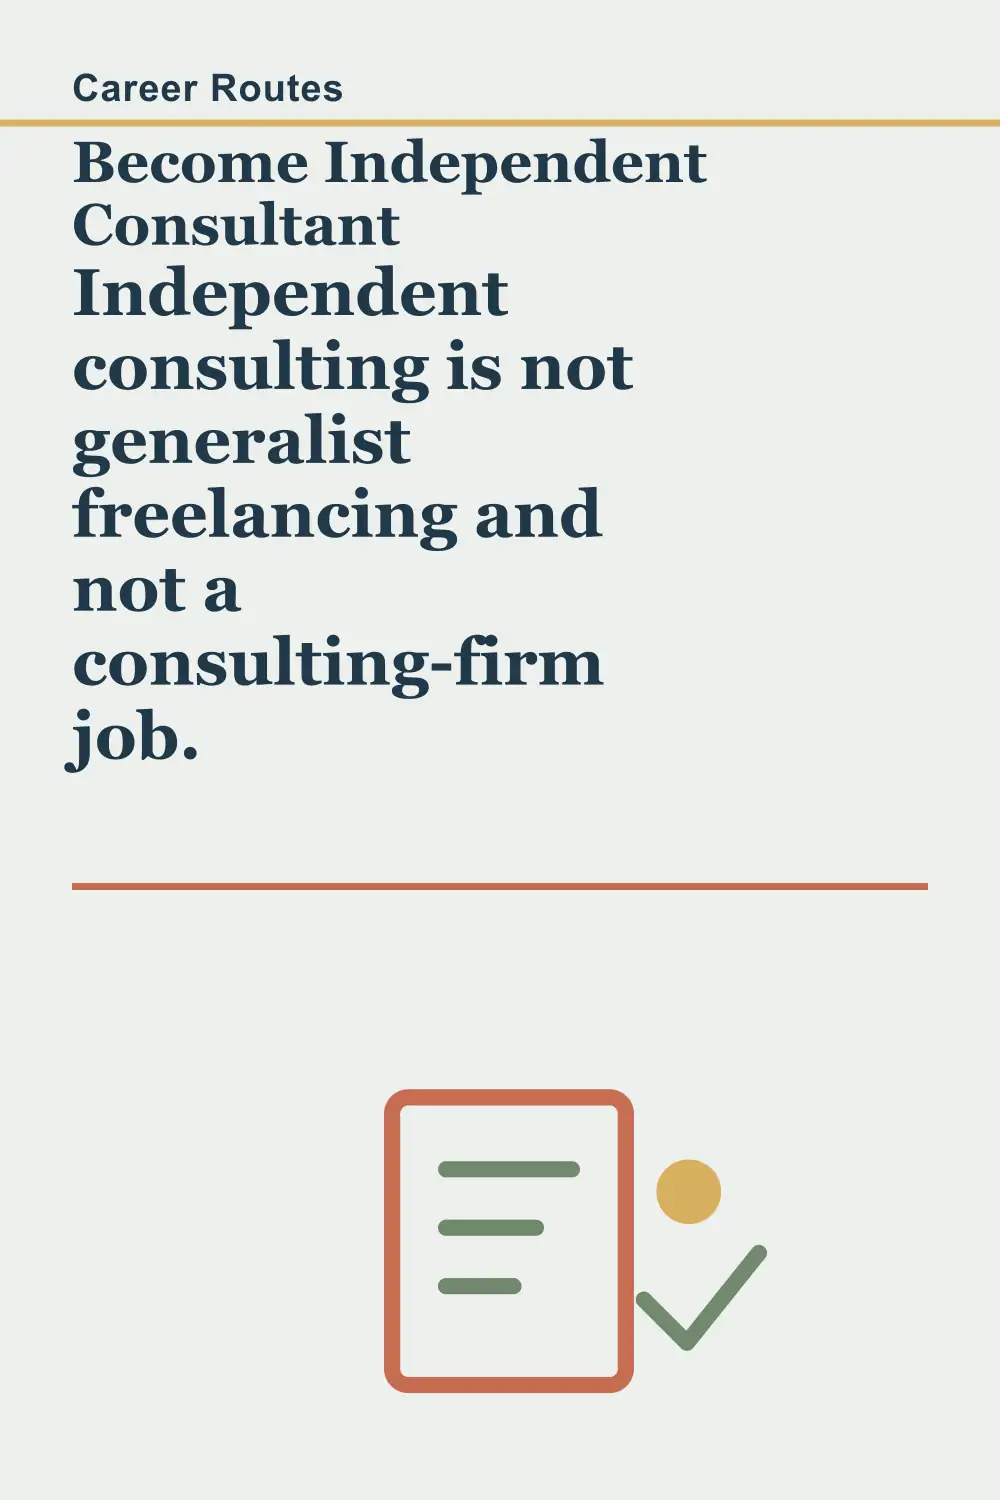 Career Routes
Become Independent
Consultant
Independent
consulting is not
generalist
freelancing and
not a
consulting-firm
job.